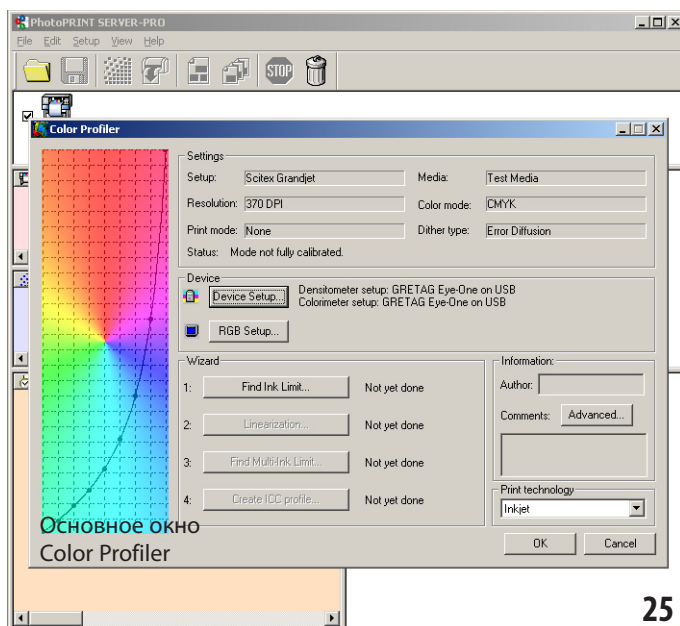 PhotoPRINT SERVER-PRO
File Edit Setup View Help
STOP
Color Profiler
Settings
Setup: Scitex Grandjet Media: Test Media
Resolution: 370 DPI Color mode: CMYK
Print mode: None Dither type: Error Diffusion
Status: Mode not fully calibrated.
Device
Device Setup... Densitometer setup: GRETAG Eye-One on USB
Colorimeter setup: GRETAG Eye-One on USB
RGB Setup...
Wizard
1: Find Ink Limit... Not yet done
2: Linearization... Not yet done
3: Find Multi-Ink Limit... Not yet done
4: Create ICC profile... Not yet done
Information:
Author:
Comments: Advanced...
Print technology
Inkjet
OK Cancel
Основное окно
Color Profiler
25